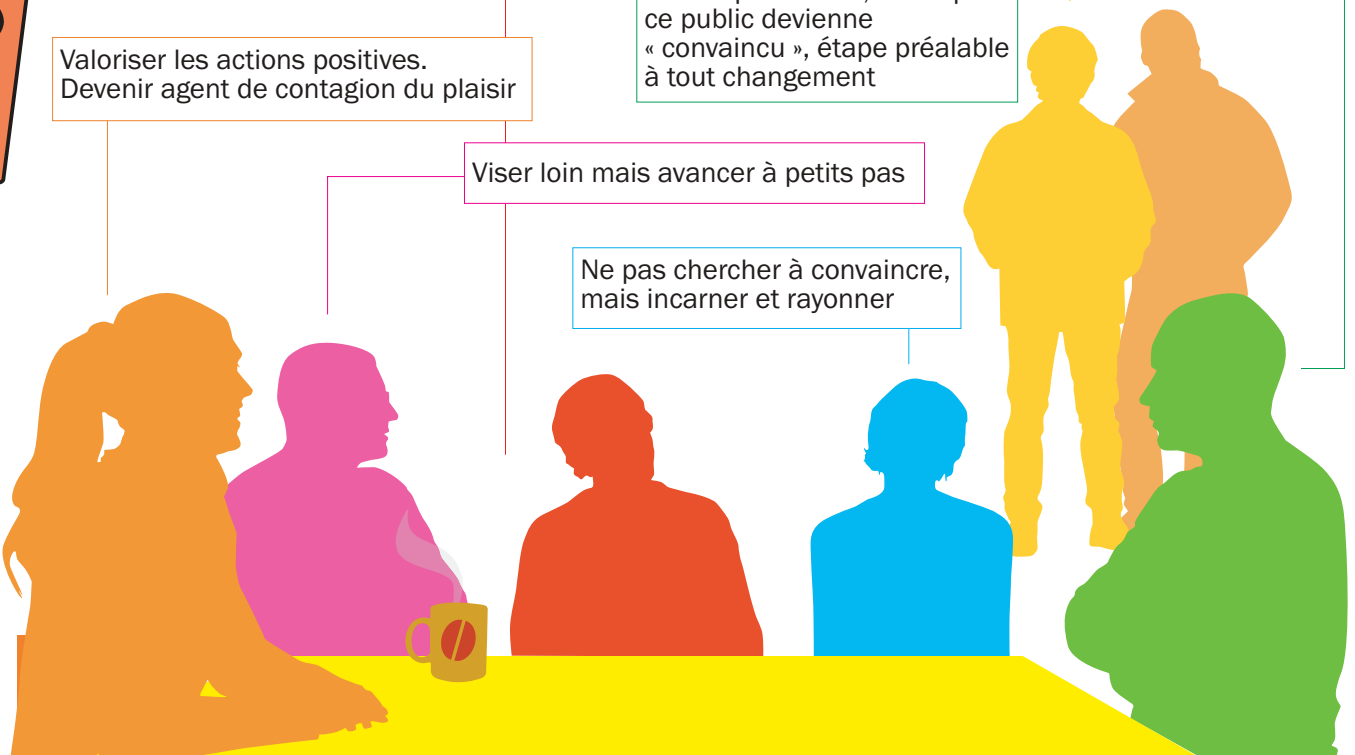 ce public devienne
« convaincu », étape préalable
à tout changement
Valoriser les actions positives.
Devenir agent de contagion du plaisir
Viser loin mais avancer à petits pas
Ne pas chercher à convaincre,
mais incarner et rayonner